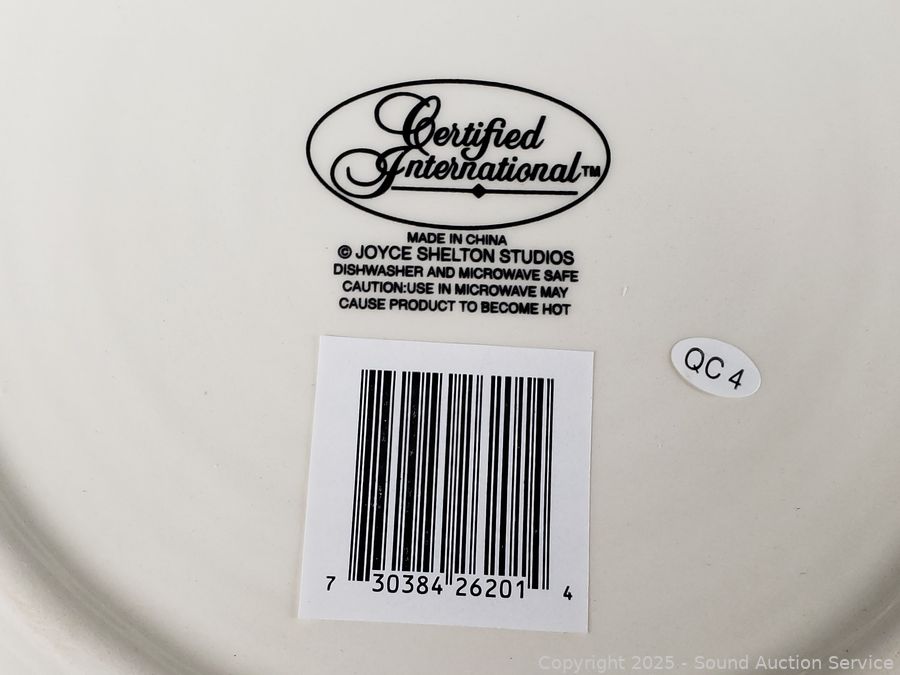 Certified
International™
MADE IN CHINA
© JOYCE SHELTON STUDIOS
DISHWASHER AND MICROWAVE SAFE
CAUTION:USE IN MICROWAVE MAY
CAUSE PRODUCT TO BECOME HOT
QC 4
7 30384 26201 4
Copyright 2025 - Sound Auction Service